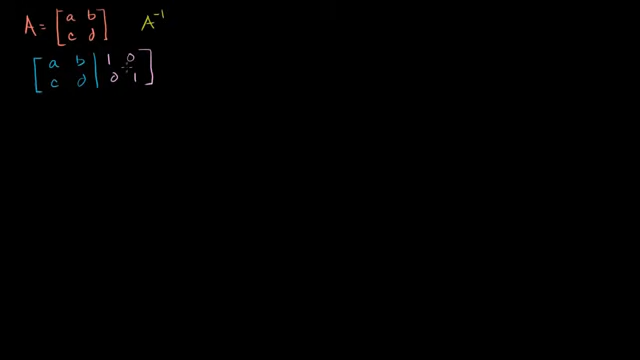 A = [ a b   A⁻¹
c d ]
[ a b | 1 0
c d | 0 1 ]